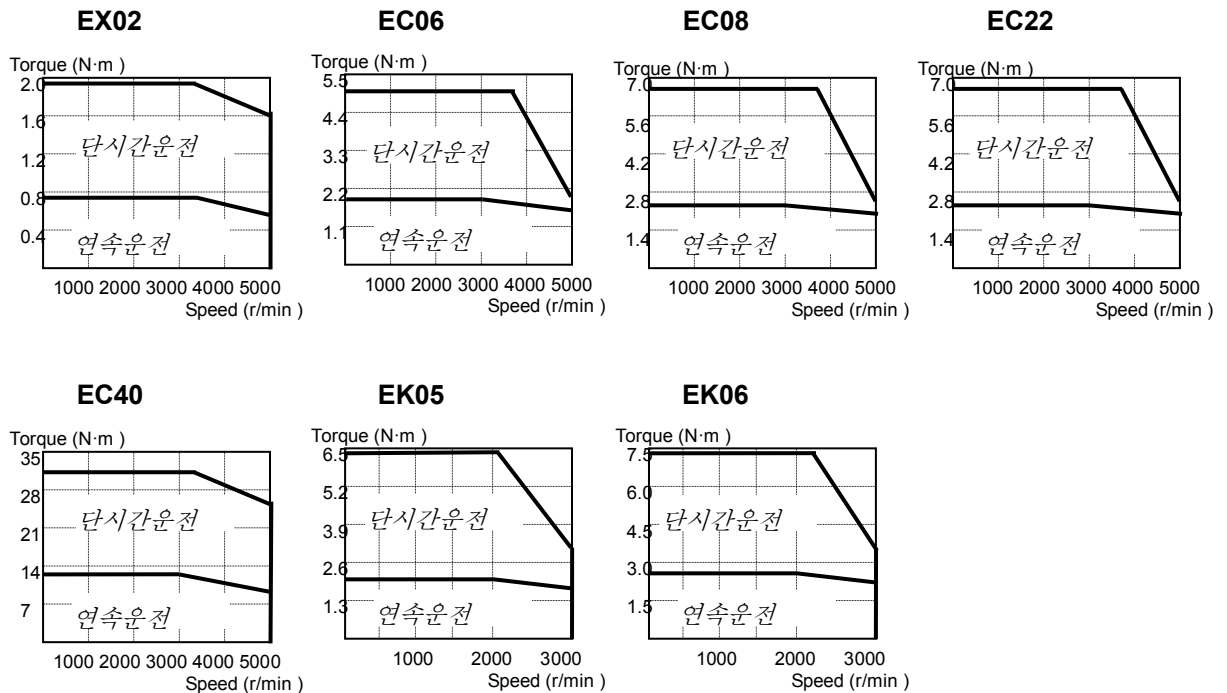 EX02
Torque (N·m )
2.0
1.6
1.2
0.8
0.4
단시간운전
연속운전
1000 2000 3000 4000 5000
Speed (r/min )
EC06
Torque (N·m )
5.5
4.4
3.3
2.2
1.1
단시간운전
연속운전
1000 2000 3000 4000 5000
Speed (r/min )
EC08
Torque (N·m )
7.0
5.6
4.2
2.8
1.4
단시간운전
연속운전
1000 2000 3000 4000 5000
Speed (r/min )
EC22
Torque (N·m )
7.0
5.6
4.2
2.8
1.4
단시간운전
연속운전
1000 2000 3000 4000 5000
Speed (r/min )
EC40
Torque (N·m )
35
28
21
14
7
단시간운전
연속운전
1000 2000 3000 4000 5000
Speed (r/min )
EK05
Torque (N·m )
6.5
5.2
3.9
2.6
1.3
단시간운전
연속운전
1000 2000 3000
Speed (r/min )
EK06
Torque (N·m )
7.5
6.0
4.5
3.0
1.5
단시간운전
연속운전
1000 2000 3000
Speed (r/min )